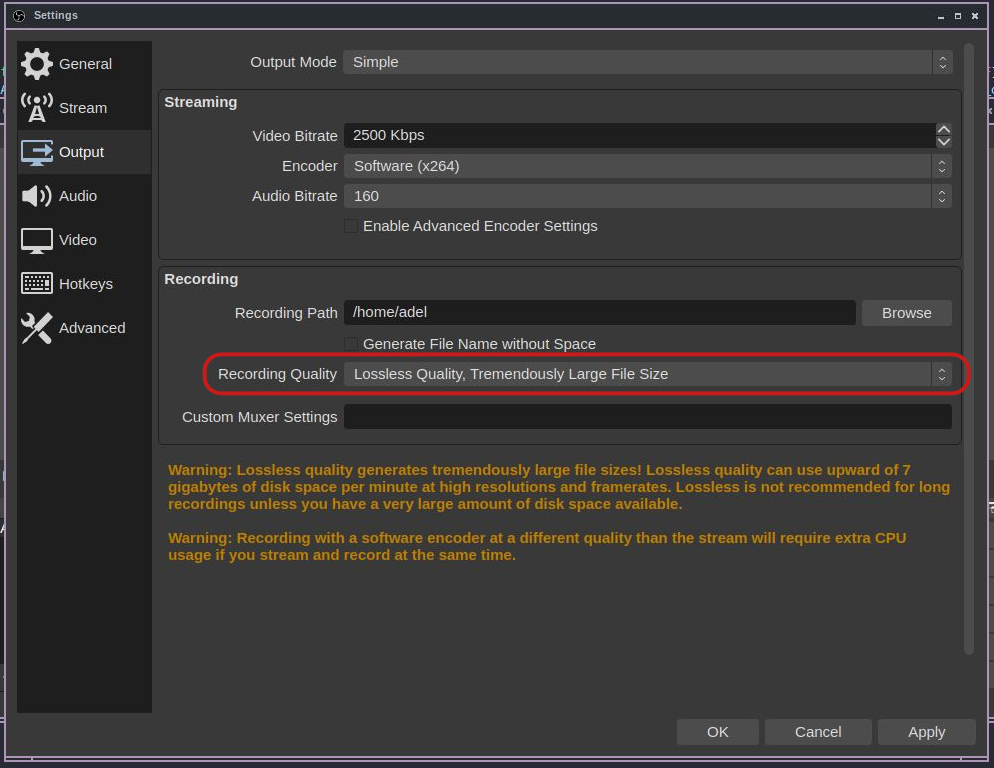 Settings
General
Stream
Output
Audio
Video
Hotkeys
Advanced
Output Mode Simple
Streaming
Video Bitrate 2500 Kbps
Encoder Software (x264)
Audio Bitrate 160
Enable Advanced Encoder Settings
Recording
Recording Path /home/adel Browse
Generate File Name without Space
Recording Quality Lossless Quality, Tremendously Large File Size
Custom Muxer Settings
Warning: Lossless quality generates tremendously large file sizes! Lossless quality can use upward of 7
gigabytes of disk space per minute at high resolutions and framerates. Lossless is not recommended for long
recordings unless you have a very large amount of disk space available.
Warning: Recording with a software encoder at a different quality than the stream will require extra CPU
usage if you stream and record at the same time.
OK Cancel Apply